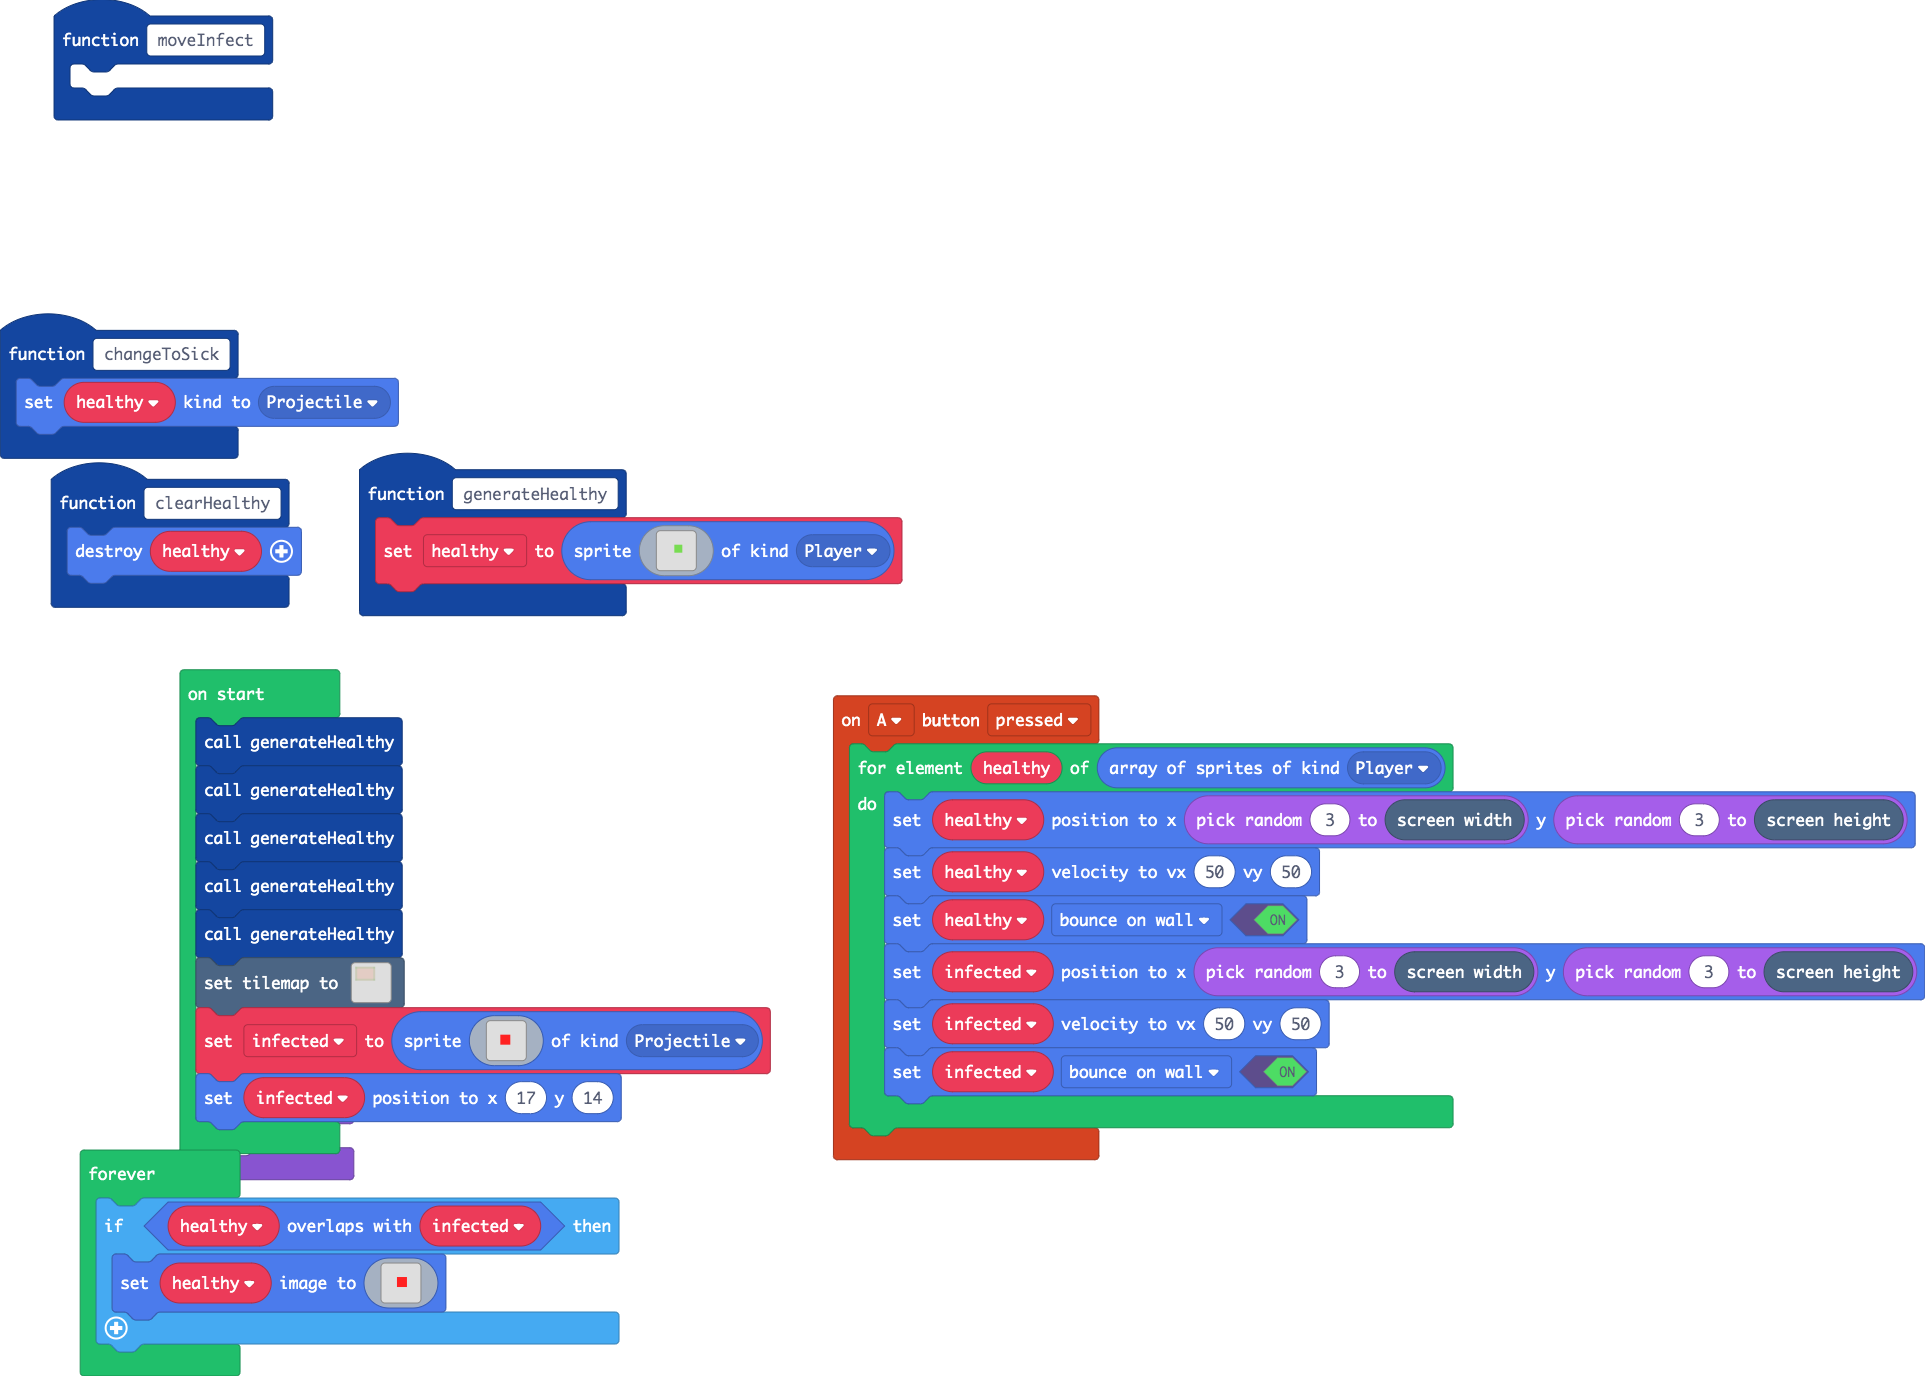 function moveInfect
function changeToSick
set healthy kind to Projectile
function clearHealthy
destroy healthy
function generateHealthy
set healthy to sprite of kind Player
on start
call generateHealthy
call generateHealthy
call generateHealthy
call generateHealthy
call generateHealthy
set tilemap to
set infected to sprite of kind Projectile
set infected position to x 17 y 14
on A button pressed
for element healthy of array of sprites of kind Player
do
set healthy position to x pick random 3 to screen width y pick random 3 to screen height
set healthy velocity to vx 50 vy 50
set healthy bounce on wall ON
set infected position to x pick random 3 to screen width y pick random 3 to screen height
set infected velocity to vx 50 vy 50
set infected bounce on wall ON
forever
if healthy overlaps with infected then
set healthy image to